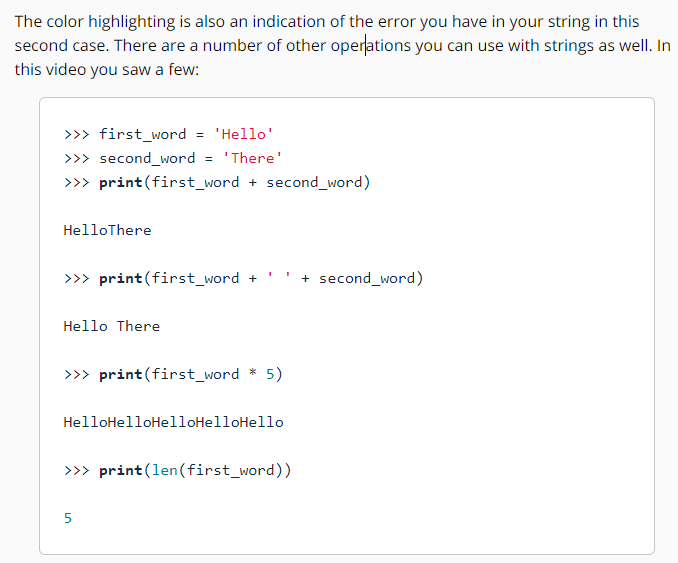 The color highlighting is also an indication of the error you have in your string in this
second case. There are a number of other operations you can use with strings as well. In
this video you saw a few:
>>> first_word = 'Hello'
>>> second_word = 'There'
>>> print(first_word + second_word)
HelloThere
>>> print(first_word + ' ' + second_word)
Hello There
>>> print(first_word * 5)
HelloHelloHelloHelloHello
>>> print(len(first_word))
5